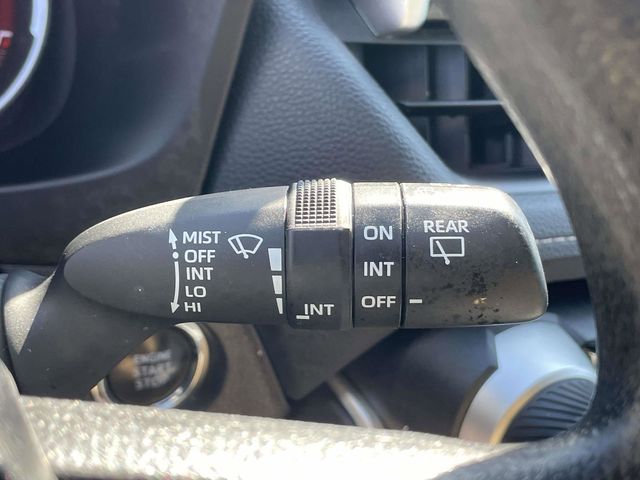 MIST
OFF
INT
LO
HI
INT
ON
INT
OFF
REAR
ENGINE
START
STOP